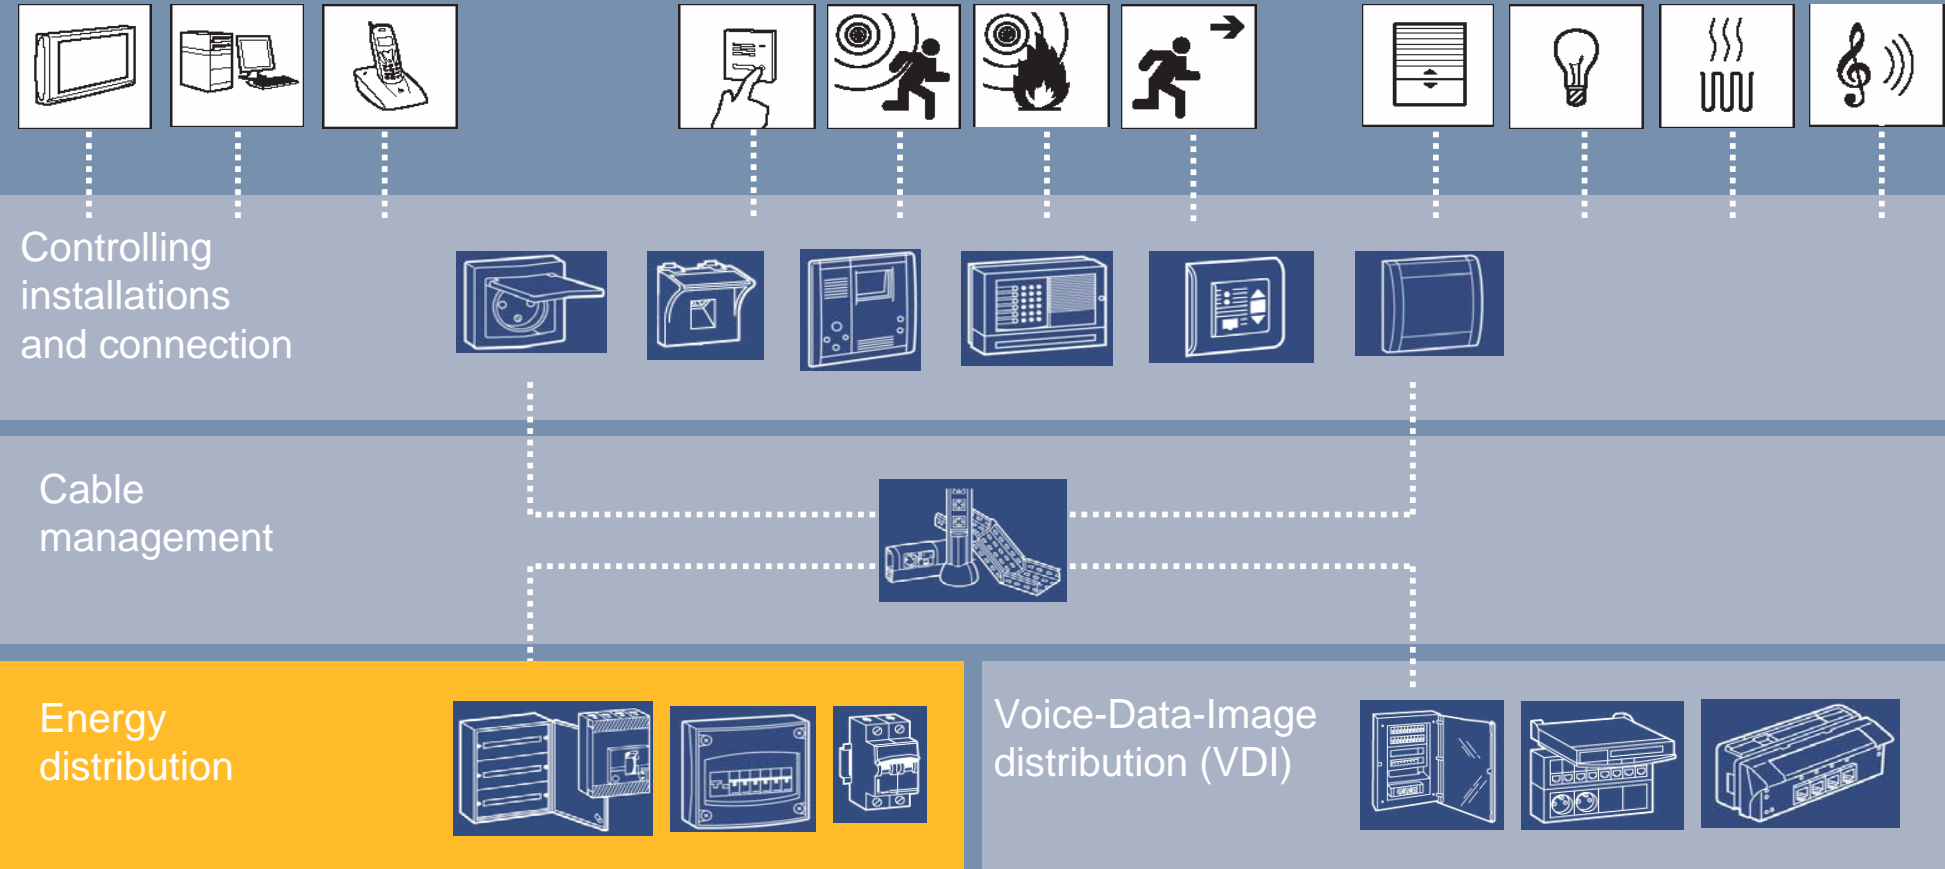 Controlling
installations
and connection
Cable
management
Energy
distribution
Voice-Data-Image
distribution (VDI)